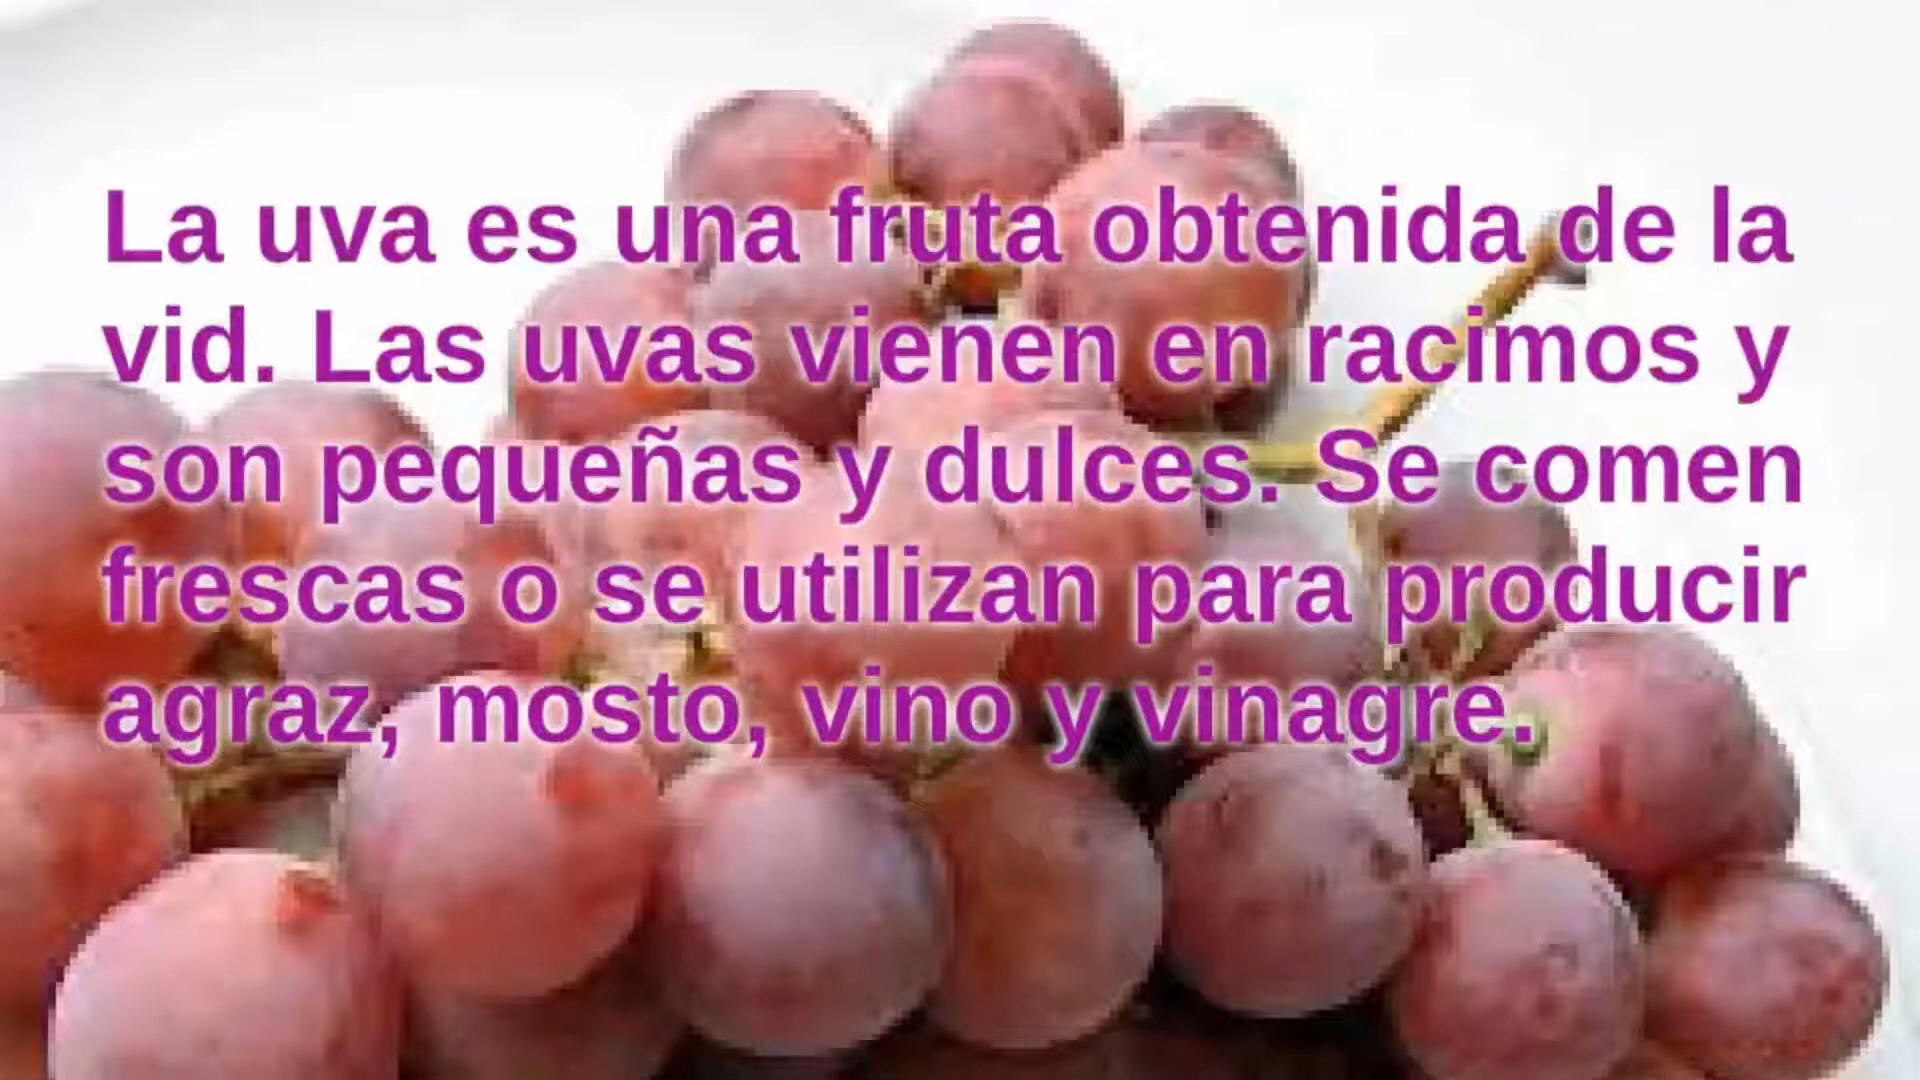 La uva es una fruta obtenida de la
vid. Las uvas vienen en racimos y
son pequeñas y dulces. Se comen
frescas o se utilizan para producir
agraz, mosto, vino y vinagre.